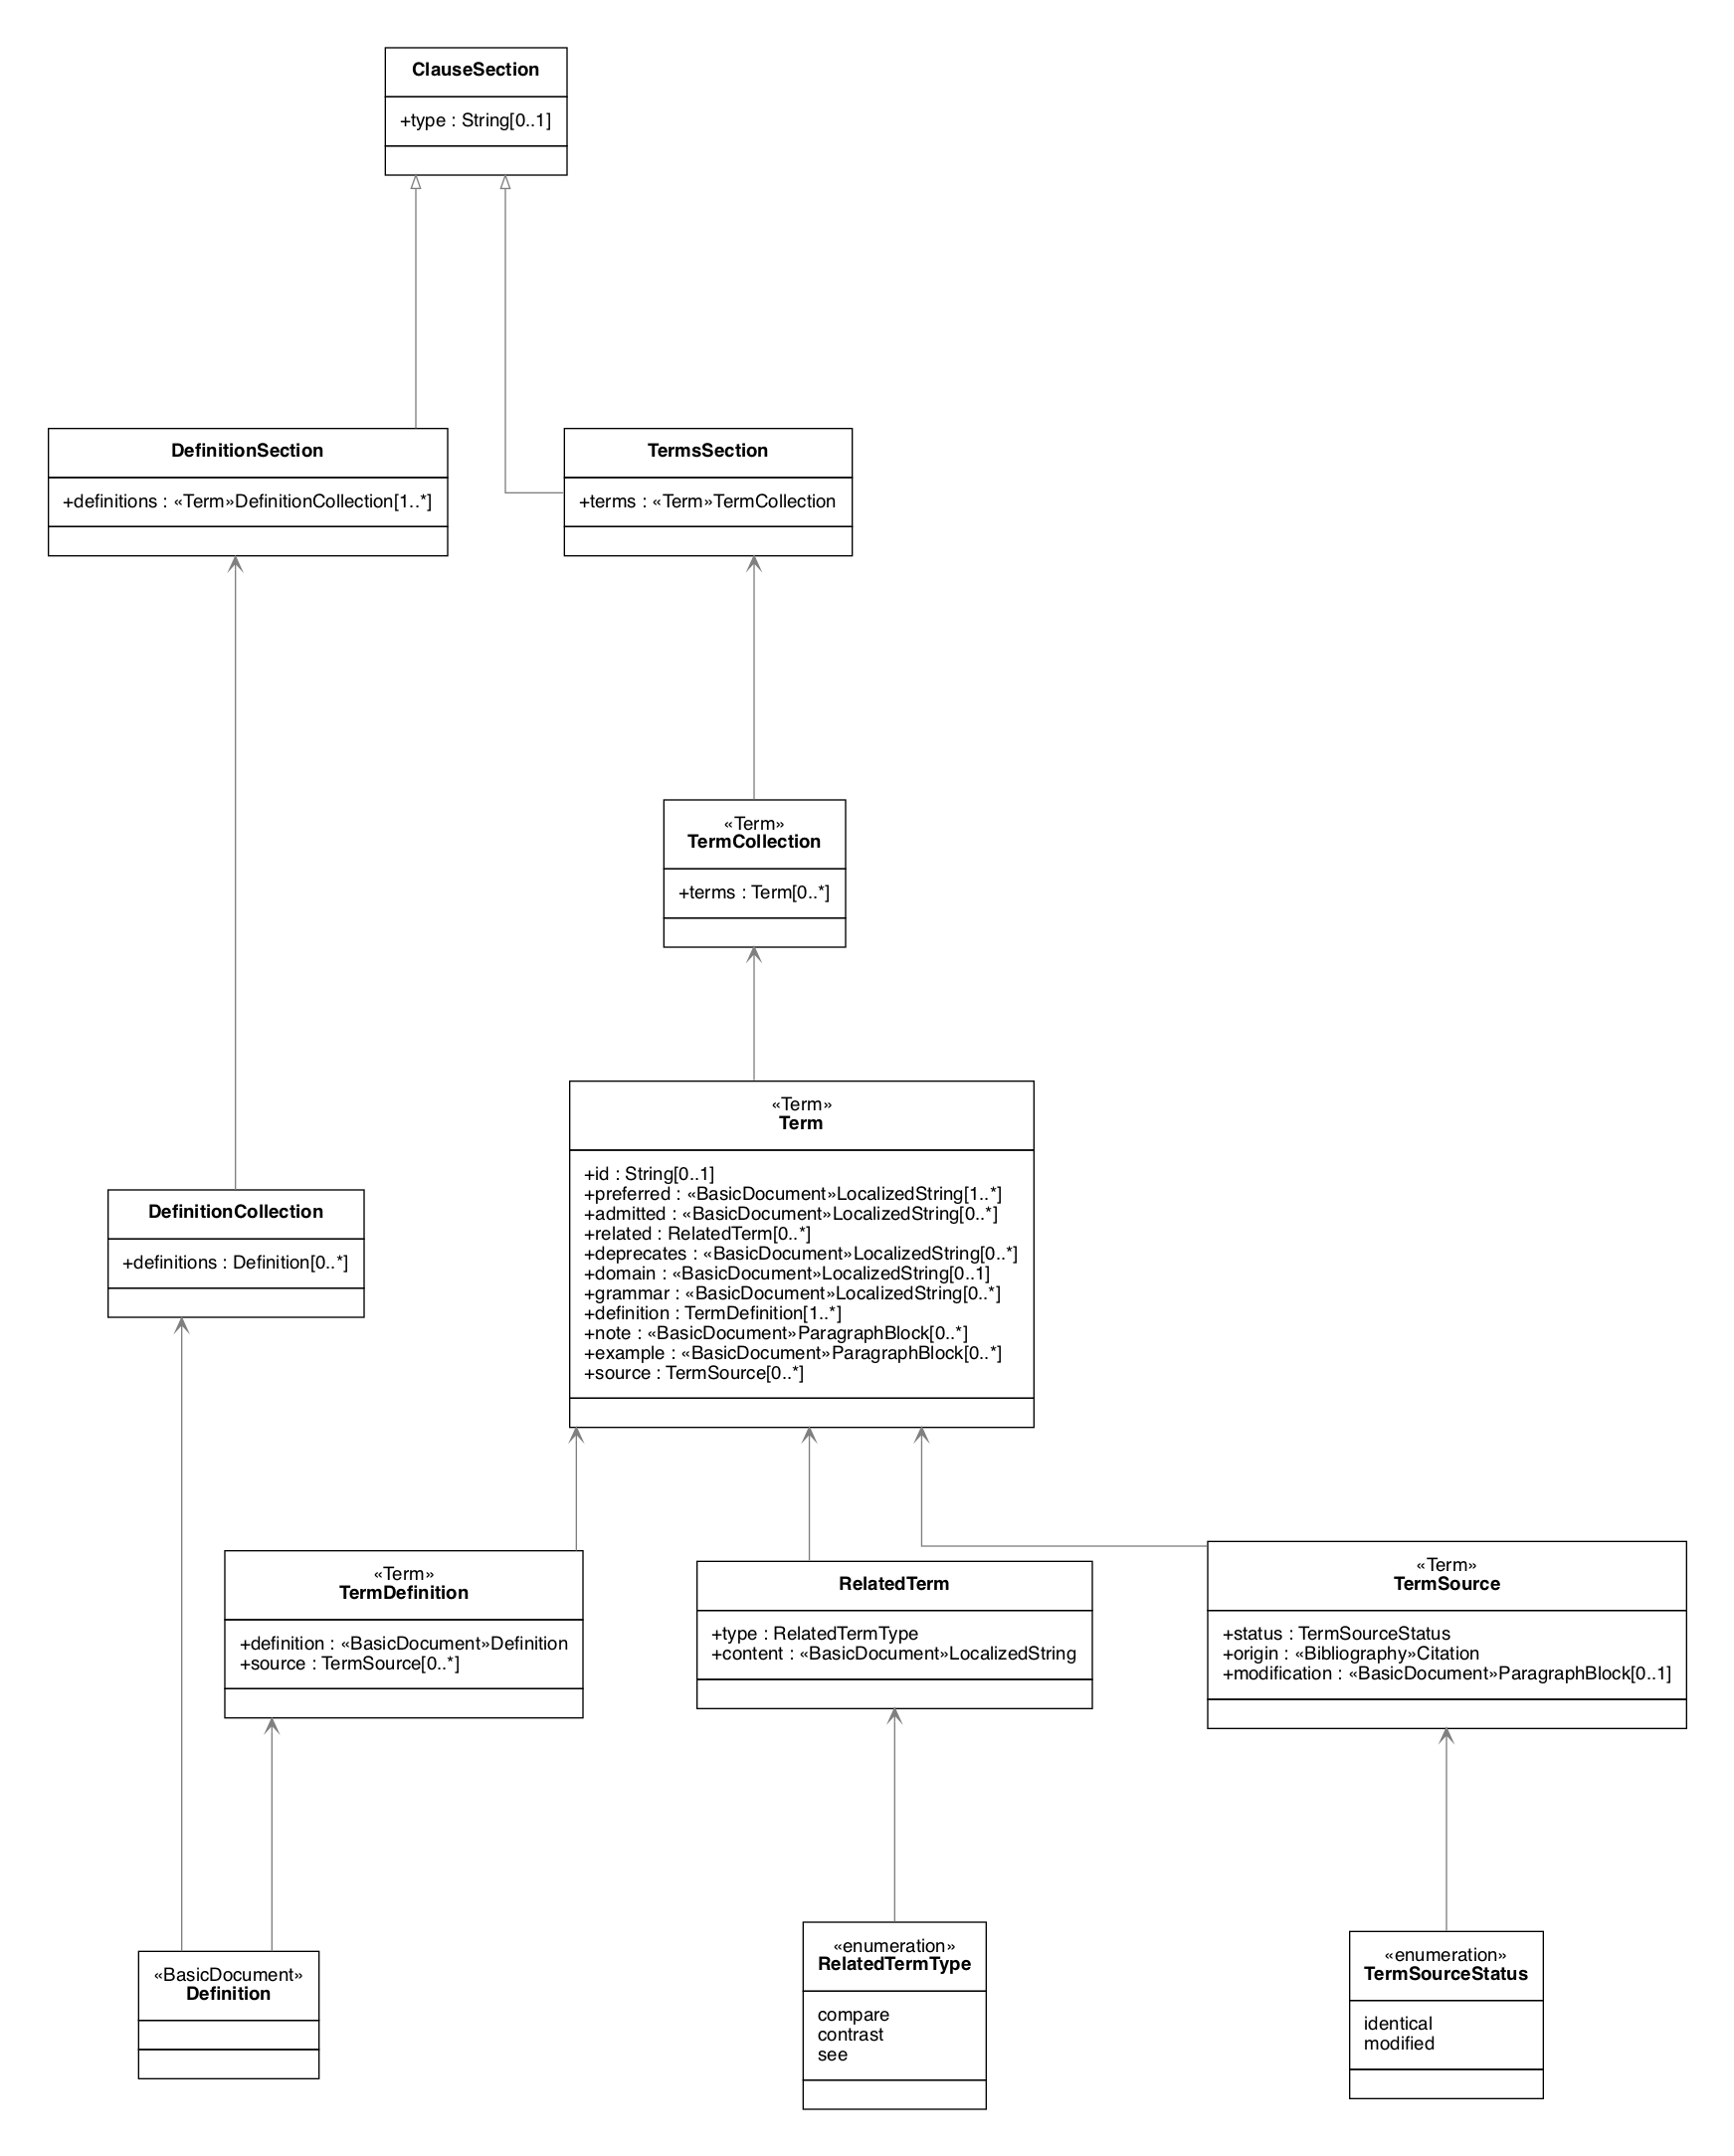 ClauseSection
+type : String[0..1]
DefinitionSection
+definitions : «Term»DefinitionCollection[1..*]
TermsSection
+terms : «Term»TermCollection
«Term»
TermCollection
+terms : Term[0..*]
«Term»
Term
+id : String[0..1]
+preferred : «BasicDocument»LocalizedString[1..*]
+admitted : «BasicDocument»LocalizedString[0..*]
+related : RelatedTerm[0..*]
+deprecates : «BasicDocument»LocalizedString[0..*]
+domain : «BasicDocument»LocalizedString[0..1]
+grammar : «BasicDocument»LocalizedString[0..*]
+definition : TermDefinition[1..*]
+note : «BasicDocument»ParagraphBlock[0..*]
+example : «BasicDocument»ParagraphBlock[0..*]
+source : TermSource[0..*]
DefinitionCollection
+definitions : Definition[0..*]
«Term»
TermDefinition
+definition : «BasicDocument»Definition
+source : TermSource[0..*]
RelatedTerm
+type : RelatedTermType
+content : «BasicDocument»LocalizedString
«Term»
TermSource
+status : TermSourceStatus
+origin : «Bibliography»Citation
+modification : «BasicDocument»ParagraphBlock[0..1]
«BasicDocument»
Definition
«enumeration»
RelatedTermType
compare
contrast
see
«enumeration»
TermSourceStatus
identical
modified